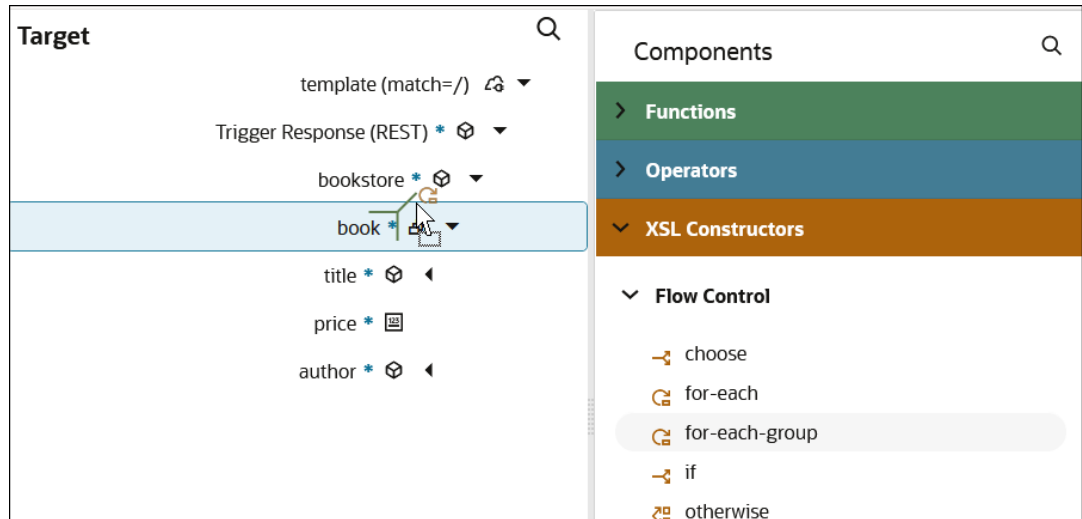 Target
template (match=/)
Trigger Response (REST) *
bookstore *
book *
title *
price *
author *
Components
Functions
Operators
XSL Constructors
Flow Control
choose
for-each
for-each-group
if
otherwise